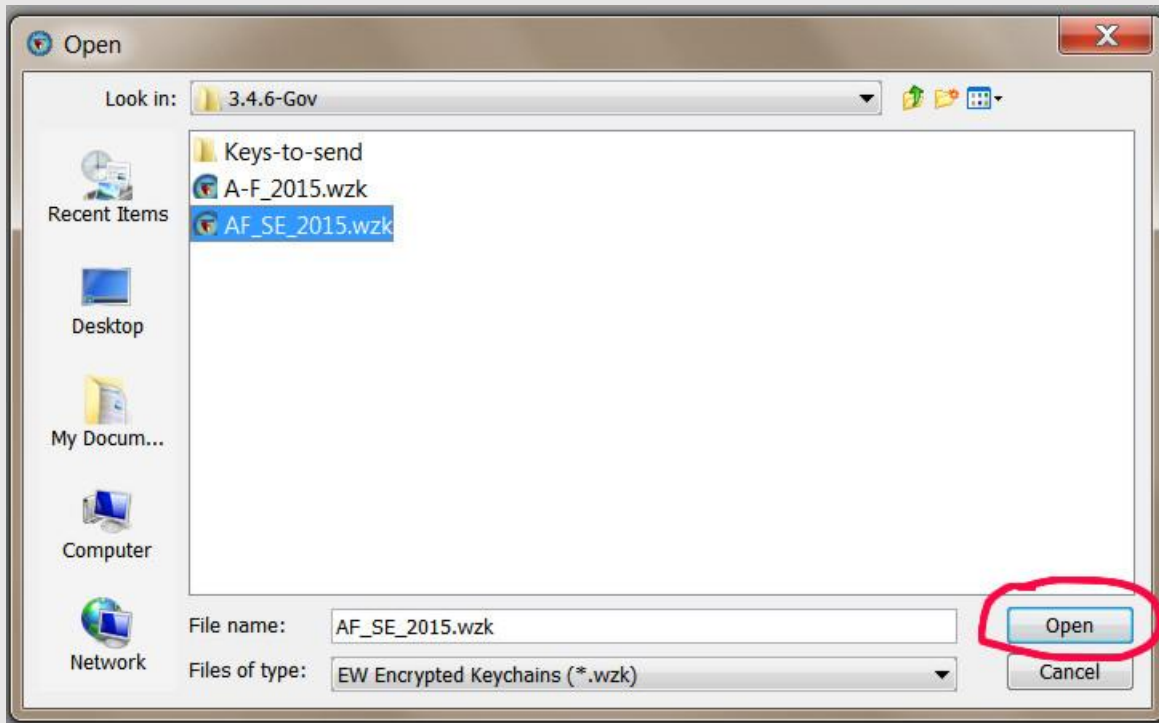 Open
X
Look in: 3.4.6-Gov
Keys-to-send
A-F_2015.wzk
AF_SE_2015.wzk
Recent Items
Desktop
My Docum...
Computer
Network
File name: AF_SE_2015.wzk Open
Files of type: EW Encrypted Keychains (*.wzk) Cancel